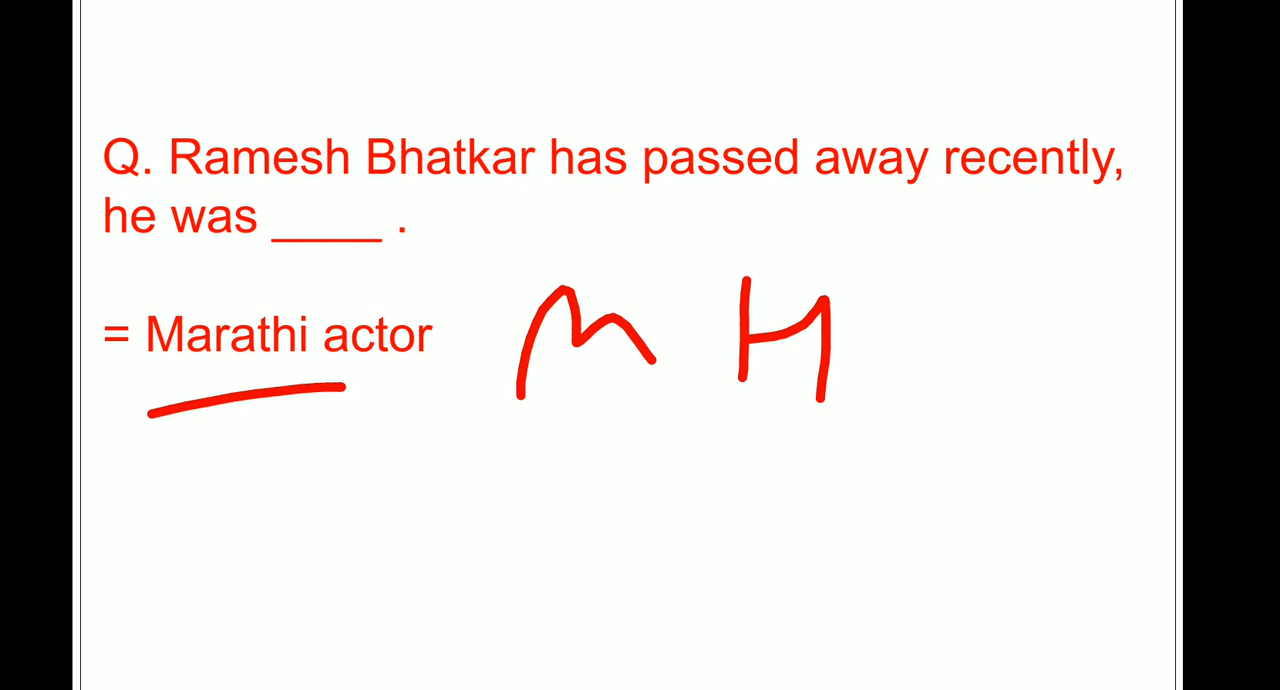 Q. Ramesh Bhatkar has passed away recently,
he was ____ .
= Marathi actor M H